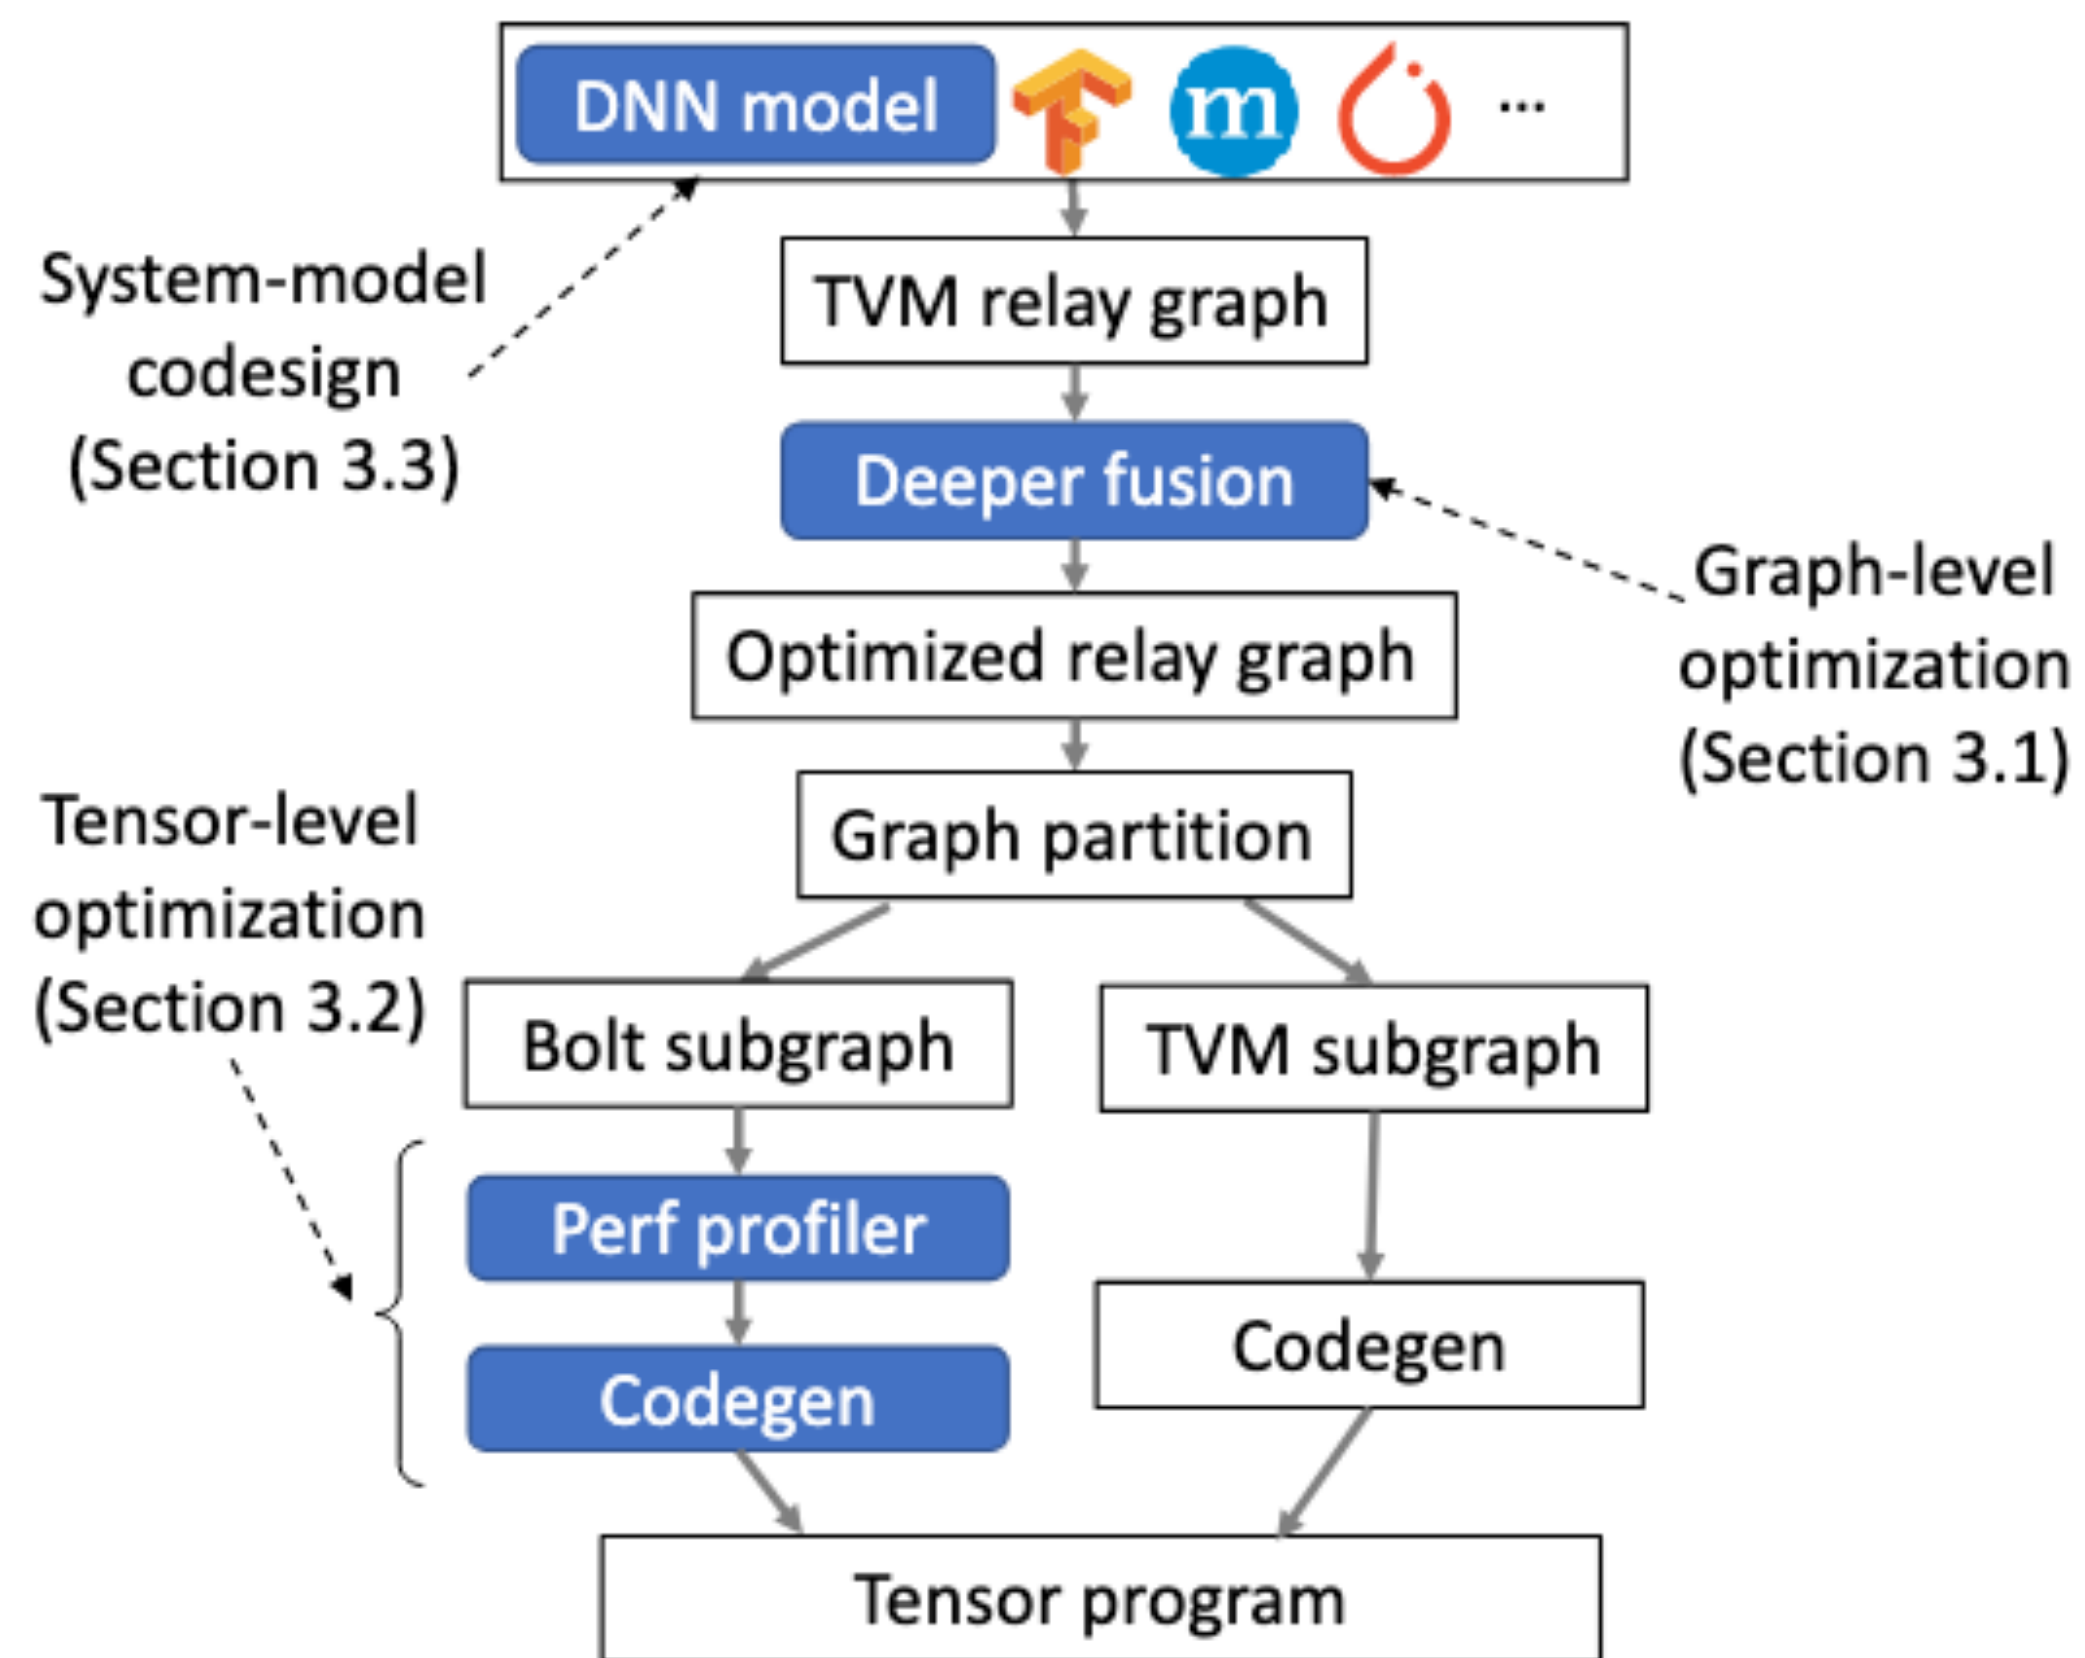 DNN model
m
...
System-model
codesign
(Section 3.3)
TVM relay graph
Deeper fusion
Graph-level
optimization
(Section 3.1)
Optimized relay graph
Graph partition
Tensor-level
optimization
(Section 3.2)
Bolt subgraph
TVM subgraph
Perf profiler
Codegen
Codegen
Tensor program